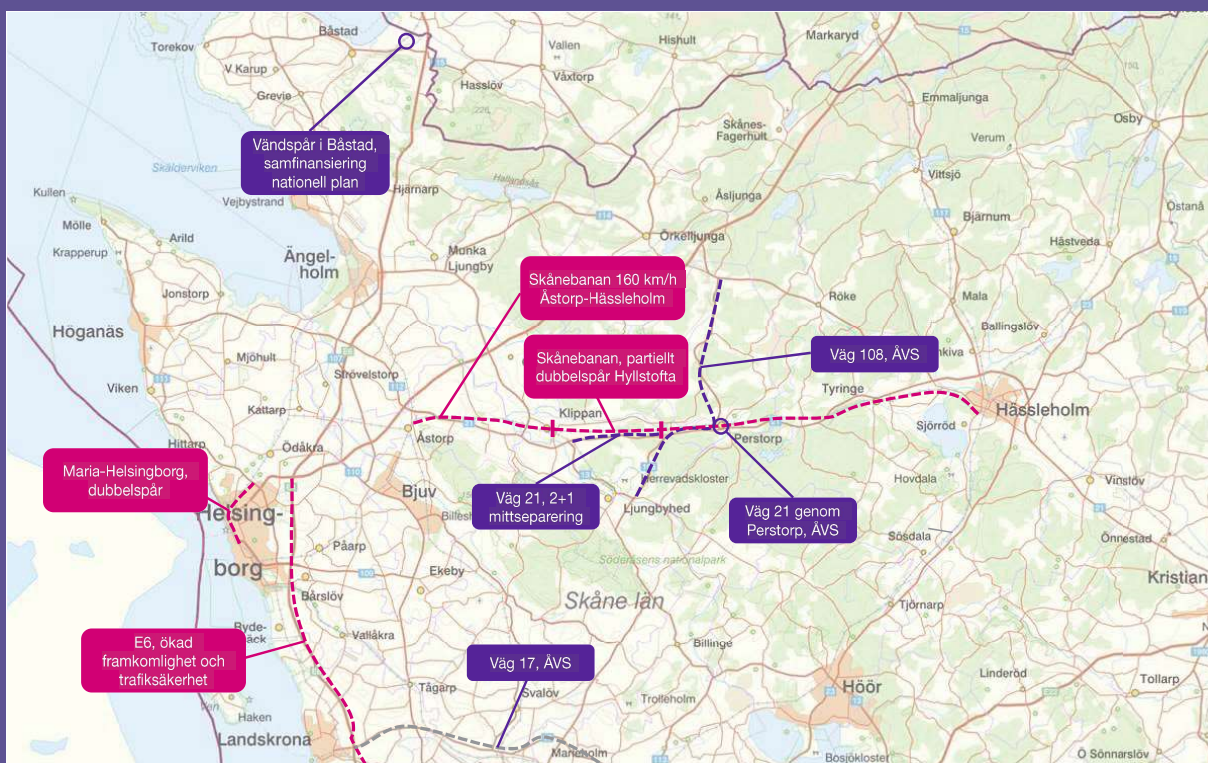 Båstad
Torekov
V Karup
Grevie
Hasslöv
Vallen
Våxtorp
Hishult
Markaryd
Emmaljunga
Osby
Skånes-
Fagerhult
Verum
Vittsjö
Vändspår i Båstad,
samfinansiering
nationell plan
Skälderviken
Kullen
Mölle
Krapperup
Arild
Vejbystrand
Hjärnarp
Hallandsås
Åsljunga
Örkelljunga
Bjärnum
Hästveda
Östanå
Ängel-
holm
Munka
Ljungby
Jonstorp
Höganäs
Skånebanan 160 km/h
Åstorp-Hässleholm
Röke
Mala
Ballingslöv
Mjöhult
Strövelstorp
Viken
Kattarp
Skånebanan, partiellt
dubbelspår Hyllstofta
Väg 108, ÅVS
Tyringe
Hässleholm
Klippan
Åstorp
Perstorp
Sjörröd
Hittarp
Ödåkra
Maria-Helsingborg,
dubbelspår
Bjuv
Väg 21, 2+1
mittseparering
Herrevadskloster
Ljungbyhed
Väg 21 genom
Perstorp, ÅVS
Hovdala
Vinslöv
Helsing-
borg
Påarp
Ekeby
Bårslöv
Söderåsens nationalpark
Sösdala
Önnestad
Kristian
Skåne län
Tjörnarp
Vallåkra
E6, ökad
framkomlighet och
trafiksäkerhet
Väg 17, ÅVS
Billinge
Tågarp
Svalöv
Trolleholm
Höör
Linderöd
Tollarp
Haken
Landskrona
Marieholm
Bosjökloster
Ö Sönnarslöv